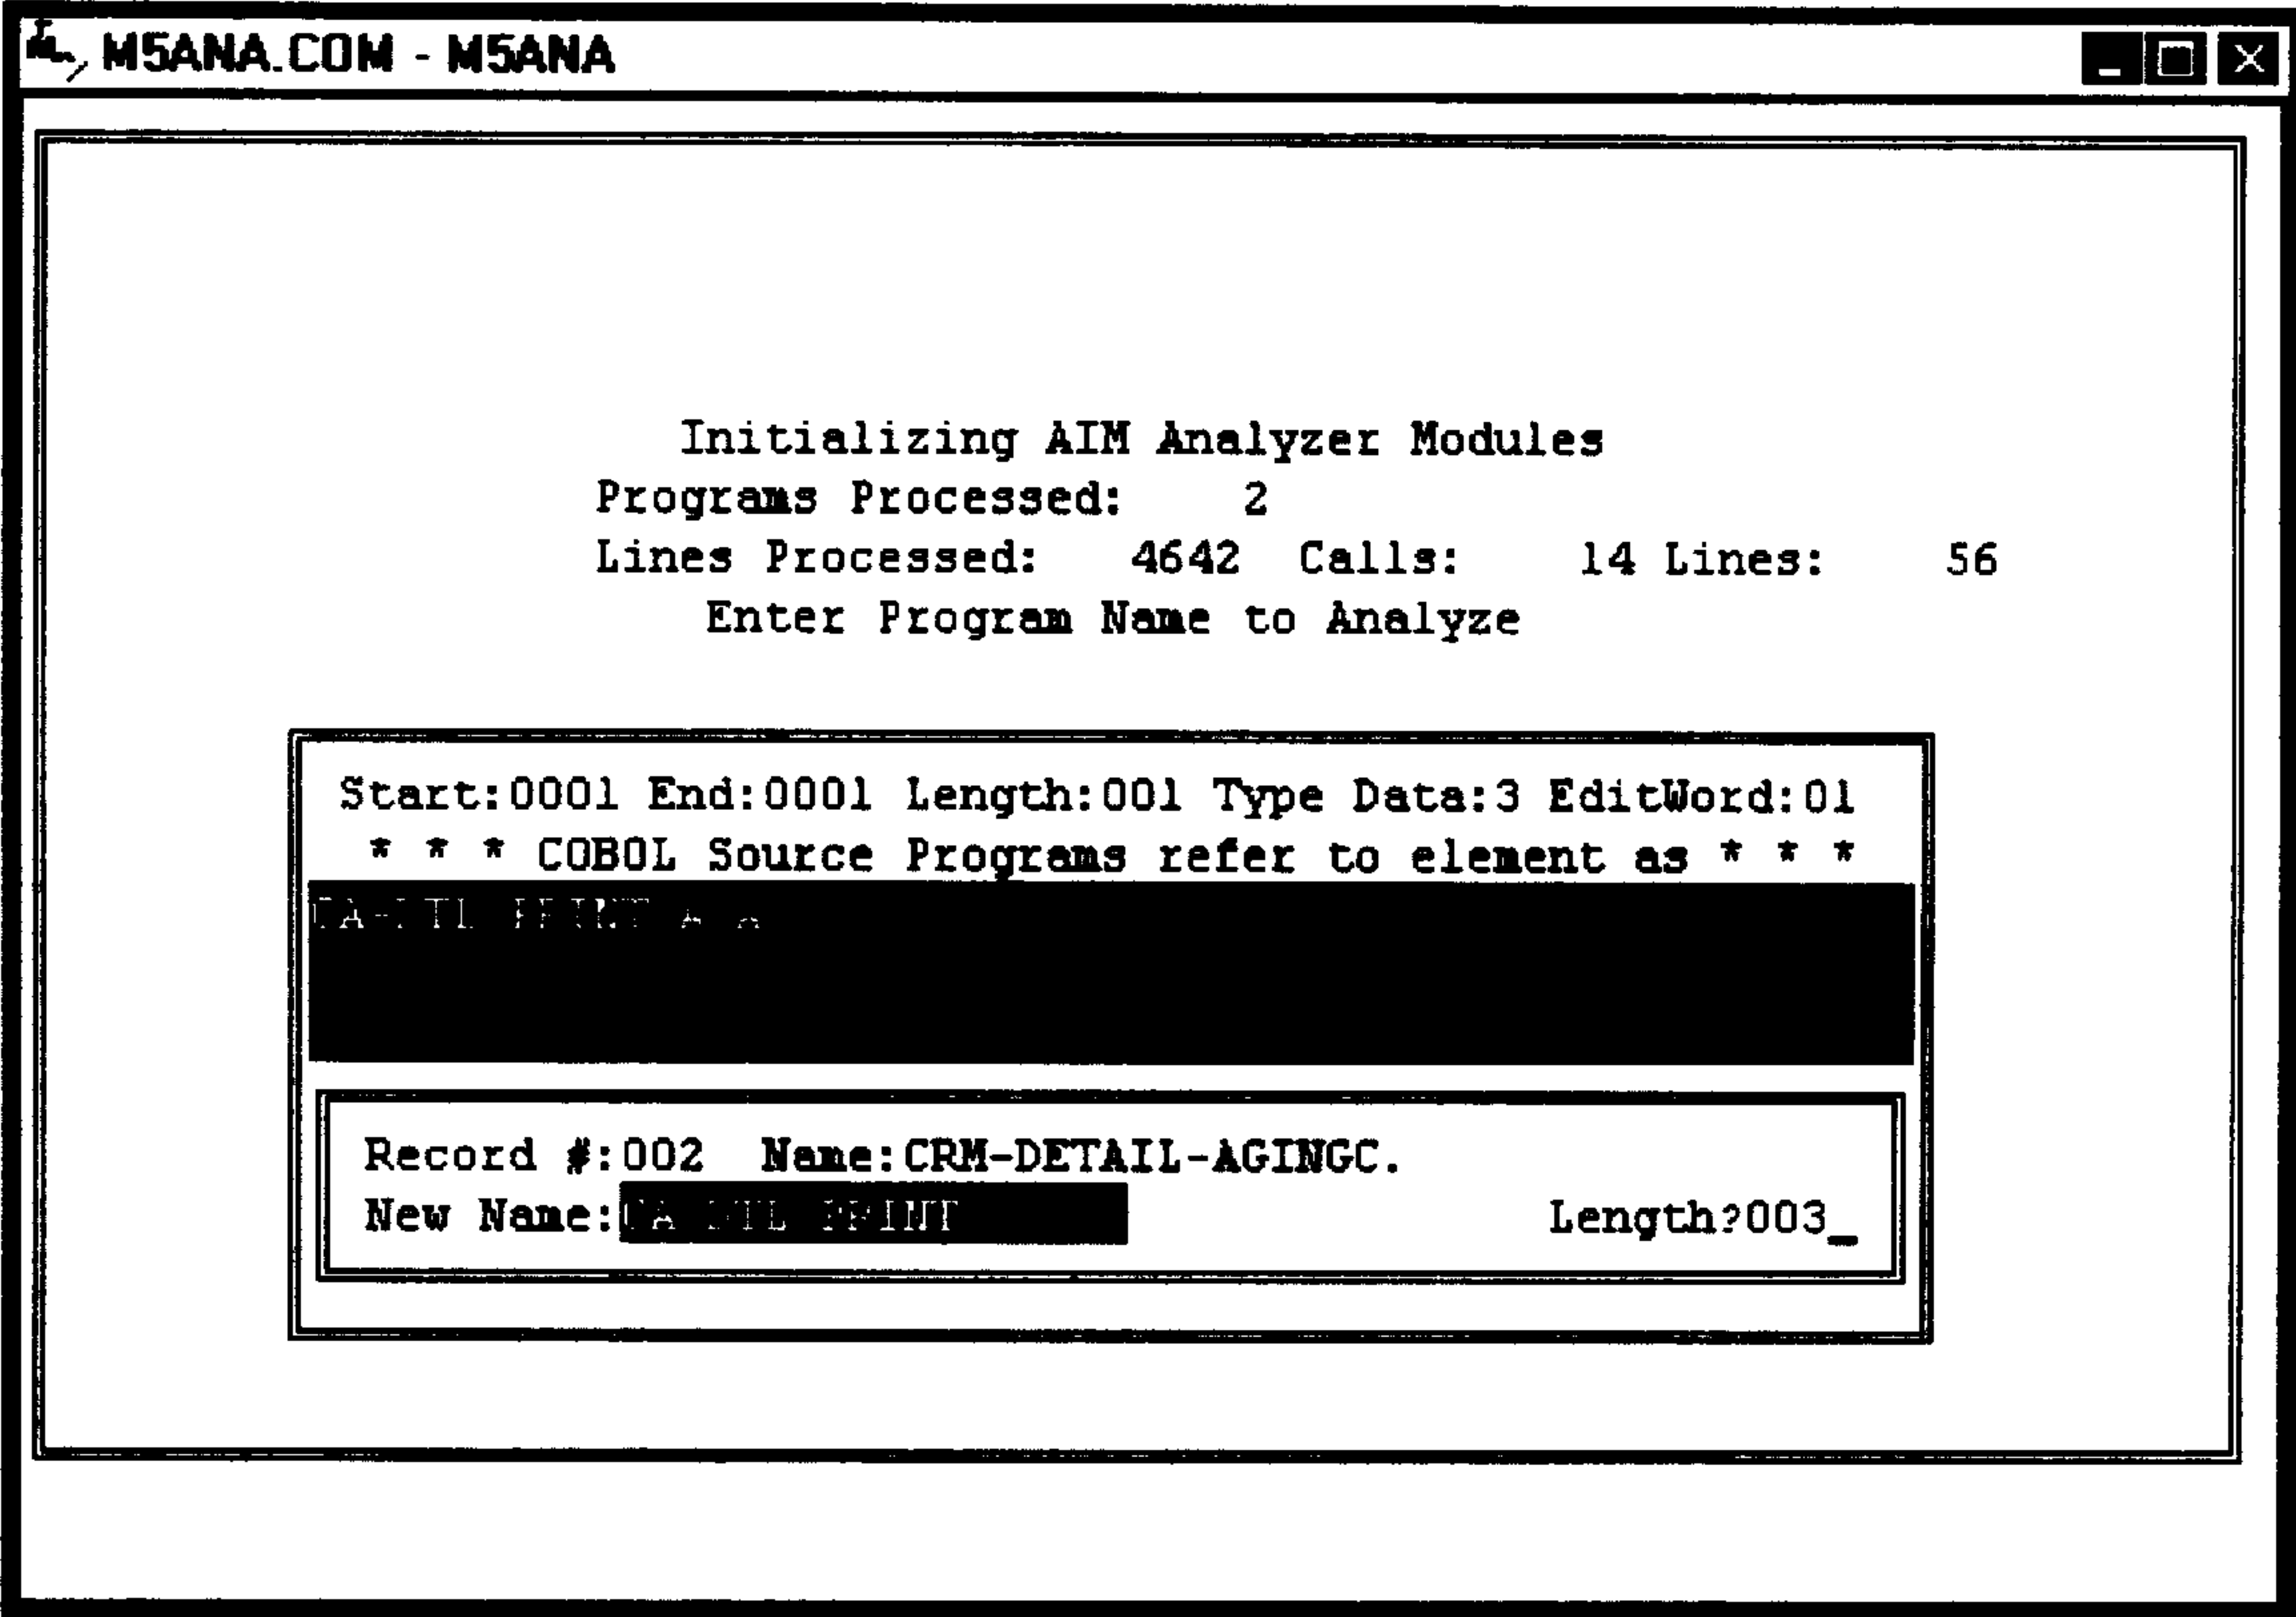 M5ANA.COM - M5ANA
Initializing AIM Analyzer Modules
Programs Processed: 2
Lines Processed: 4642 Calls: 14 Lines: 56
Enter Program Name to Analyze
Start:0001 End:0001 Length:001 Type Data:3 EditWord:01
* * * COBOL Source Programs refer to element as * * *
Record #:002 Name:CRM-DETAIL-AGINGC.
New Name: PRINT Length?003_